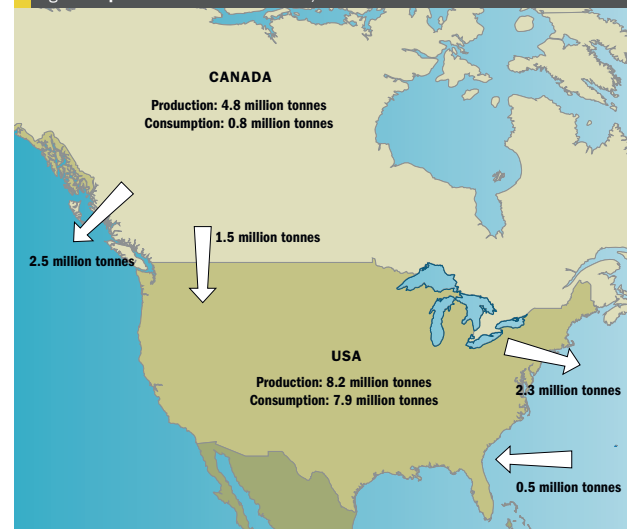 CANADA
Production: 4.8 million tonnes
Consumption: 0.8 million tonnes
1.5 million tonnes
2.5 million tonnes
USA
Production: 8.2 million tonnes
Consumption: 7.9 million tonnes
2.3 million tonnes
0.5 million tonnes